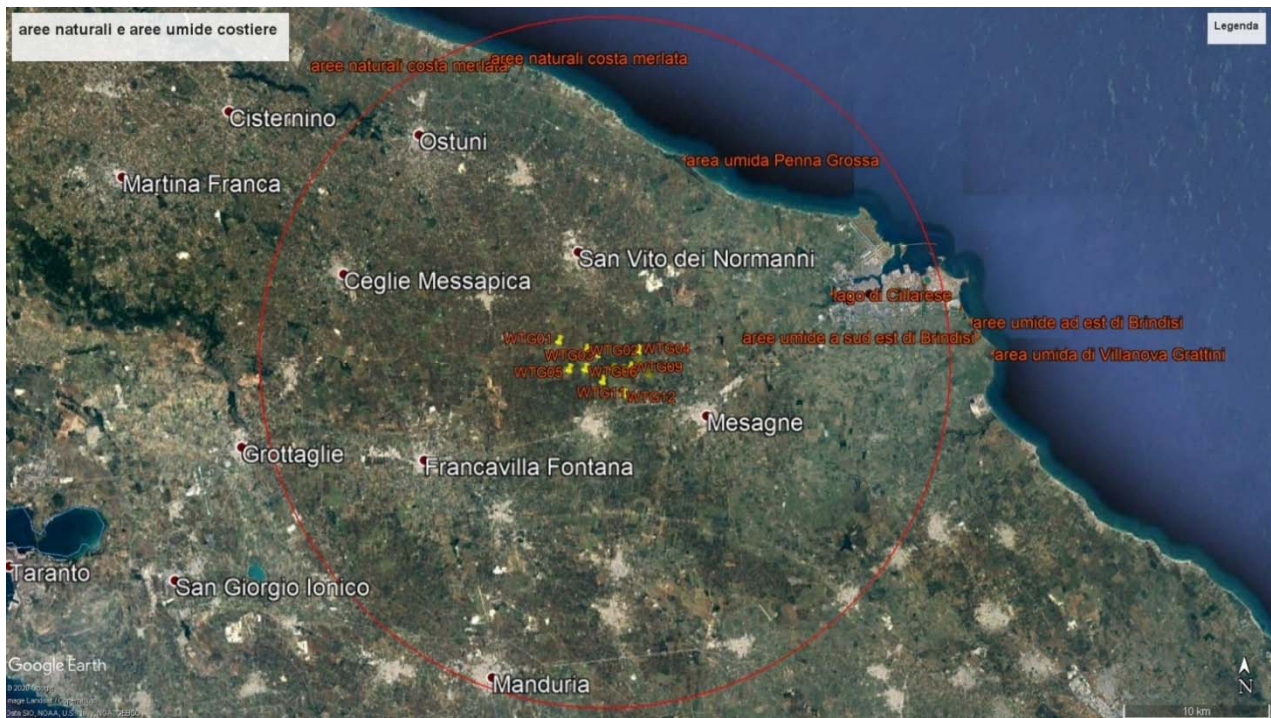 aree naturali e aree umide costiere
Legenda
aree naturali costa merlata
aree naturali costa merlata
Cisternino
Ostuni
area umida Penna Grossa
Martina Franca
San Vito dei Normanni
Ceglie Messapica
lago di Cillarese
aree umide ad est di Brindisi
aree umide a sud est di Brindisi
area umida di Villanova Grattini
WTG01
WTG03
WTG02
WTG04
WTG05
WTG06
WTG09
WTG11
WTG12
Mesagne
Grottaglie
Francavilla Fontana
Taranto
San Giorgio Ionico
Google Earth
Manduria
N
10 km